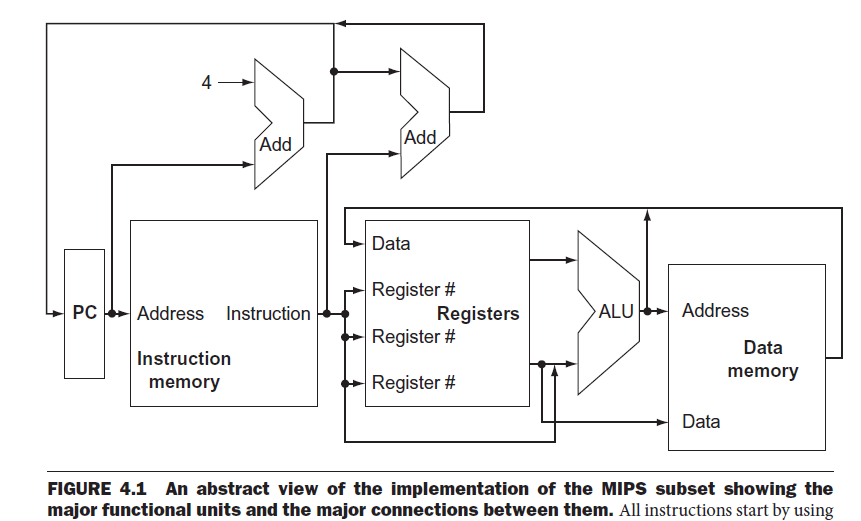 4
Add
Add
Data
Register #
PC
Address
Instruction
Registers
ALU
Address
Register #
Data
memory
Instruction
memory
Register #
Data
FIGURE 4.1 An abstract view of the implementation of the MIPS subset showing the
major functional units and the major connections between them. All instructions start by using